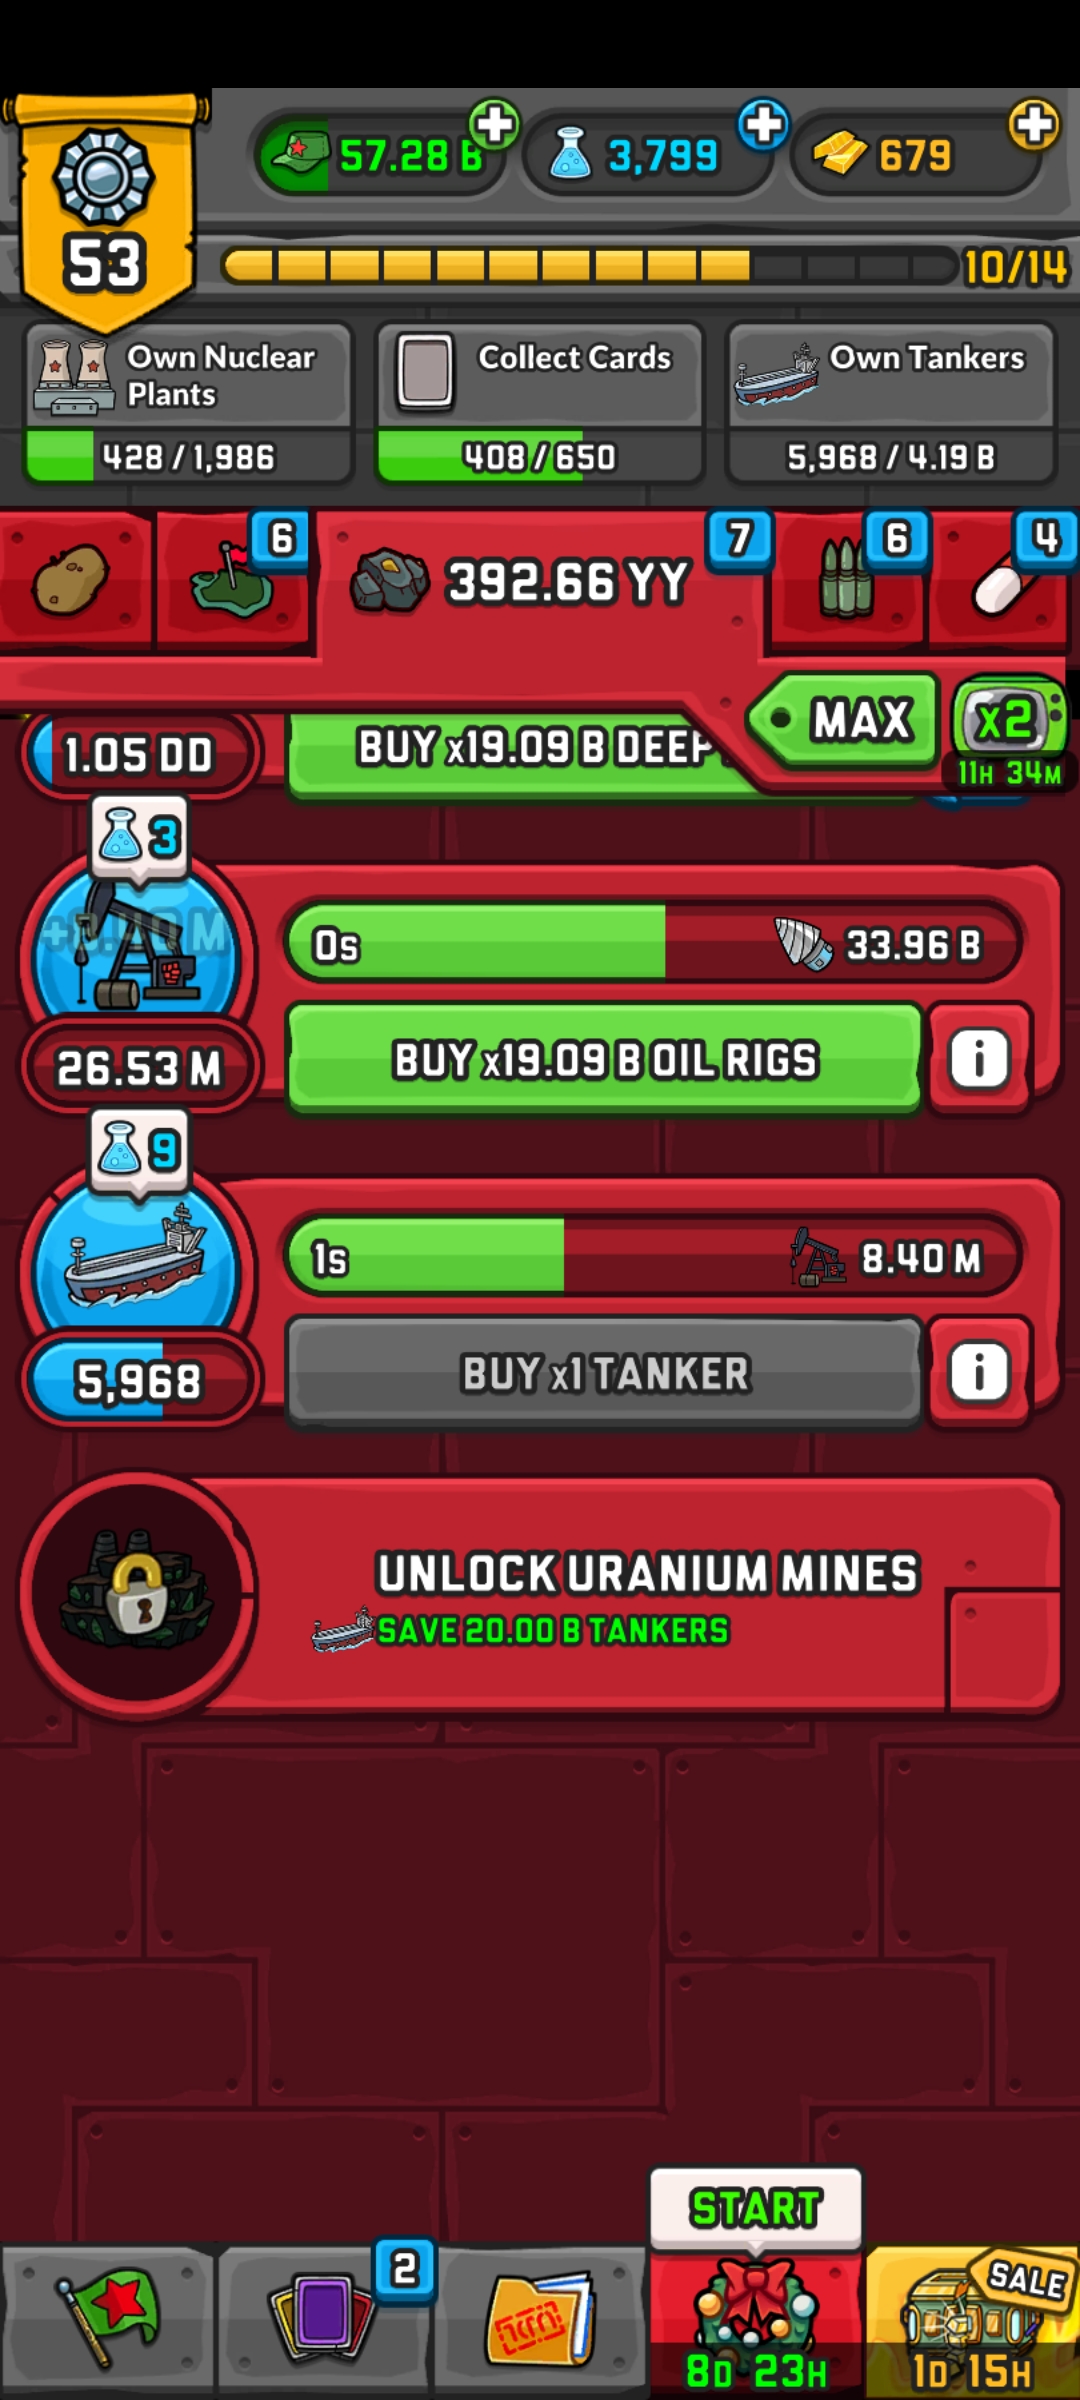 57.28 B
3,799
679
53
10/14
Own Nuclear
Plants
428 / 1,986
Collect Cards
408 / 650
Own Tankers
5,968 / 4.19 B
6
392.66 YY
7
6
4
MAX
x2
11H 34M
1.05 DD
BUY x19.09 B DEEP
3
0s
33.96 B
26.53 M
BUY x19.09 B OIL RIGS
i
9
1s
8.40 M
5,968
BUY x1 TANKER
i
UNLOCK URANIUM MINES
SAVE 20.00 B TANKERS
START
2
SALE
8D 23H
1D 15H